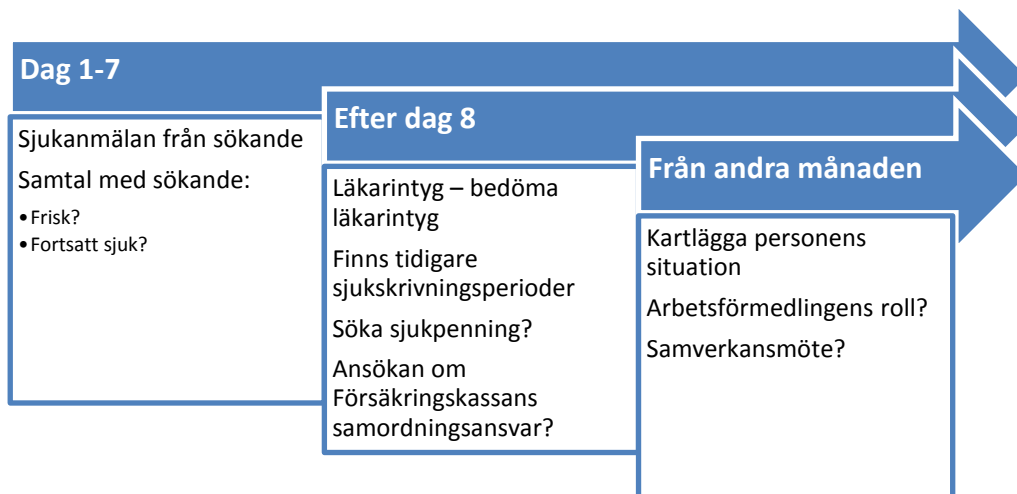 Dag 1-7
Sjukanmälan från sökande
Samtal med sökande:
• Frisk?
• Fortsatt sjuk?
Efter dag 8
Läkarintyg – bedöma
läkarintyg
Finns tidigare
sjukskrivningsperioder
Söka sjukpenning?
Ansökan om
Försäkringskassans
samordningsansvar?
Från andra månaden
Kartlägga personens
situation
Arbetsförmedlingens roll?
Samverkansmöte?